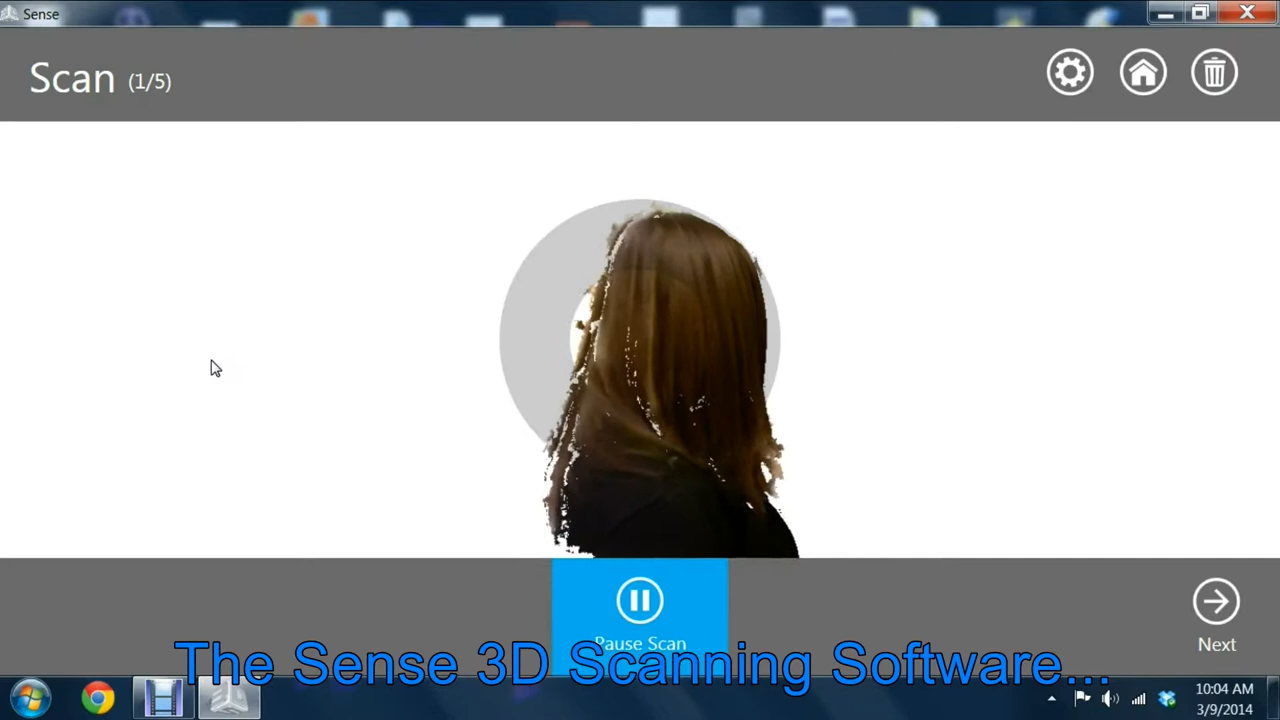 Sense
Scan (1/5)
Pause Scan
Next
The Sense 3D Scanning Software...
10:04 AM
3/9/2014